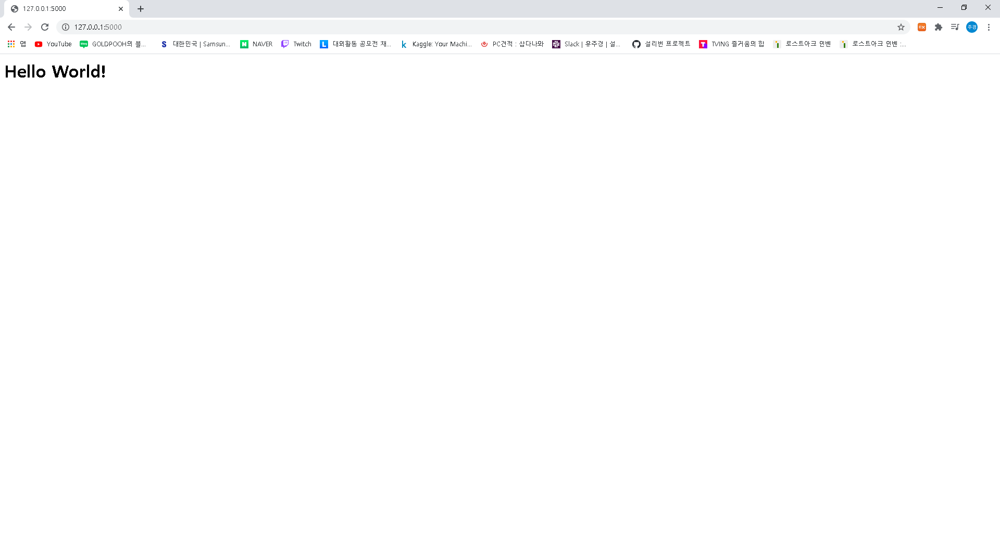 127.0.0.1:5000
127.0.0.1:5000
EX
주경
앱 YouTube blog GOLDPOOH의 블... S 대한민국 | Samsun... N NAVER Twitch L 대외활동 공모전 채... k Kaggle: Your Machi... PC견적 : 샵다나와 Slack | 유주경 | 설... 설리번 프로젝트 T TVING 즐거움의 합 로스트아크 인벤 로스트아크 인벤 :...
Hello World!